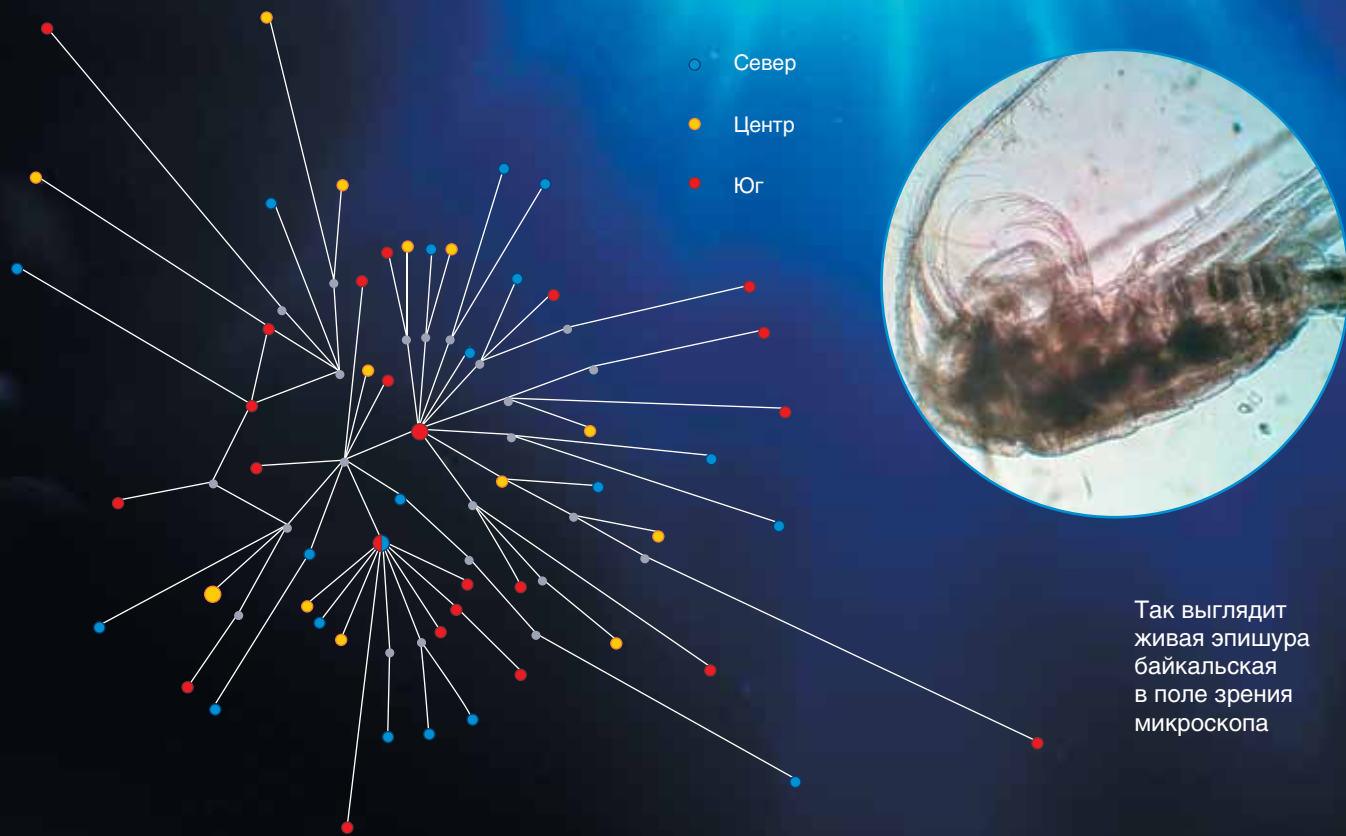 Север
Центр
Юг
Так выглядит
живая эпишура
байкальская
в поле зрения
микроскопа